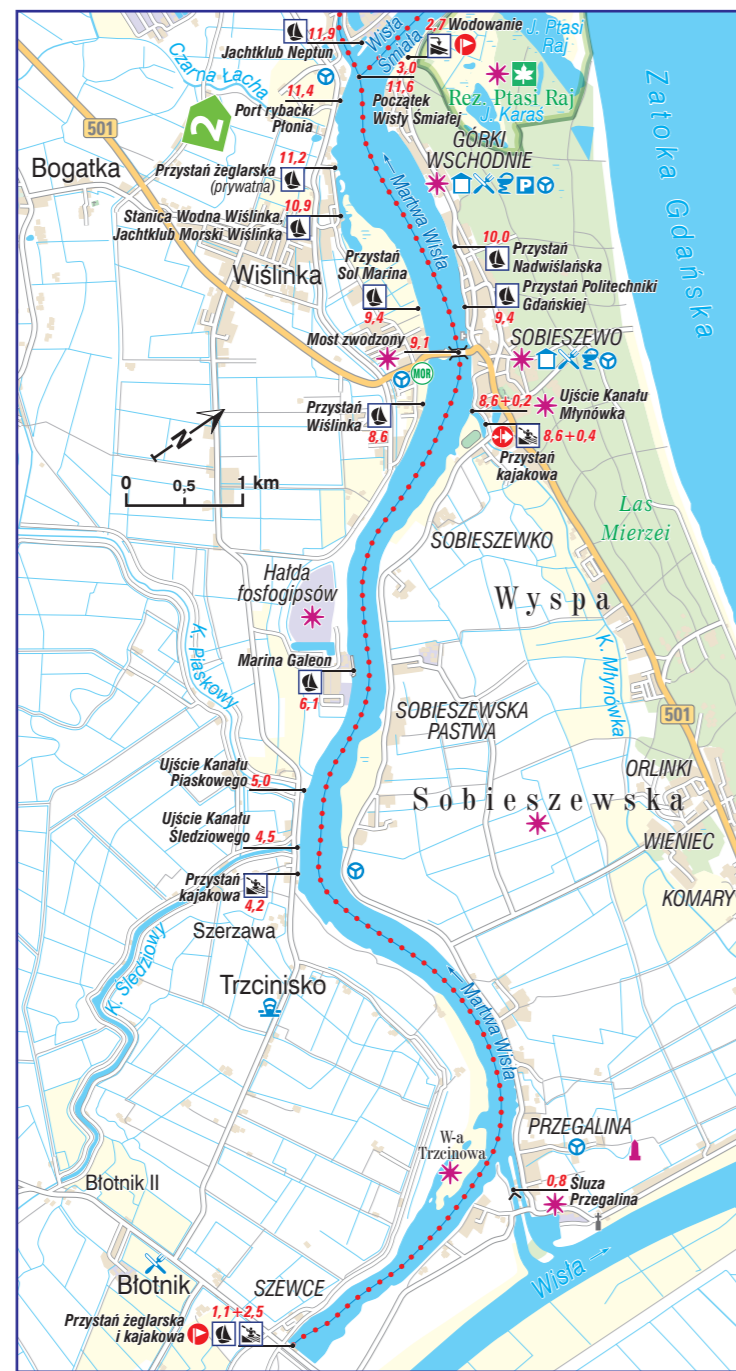 11,9
Jachtklub Neptun
Wisła
Śmiała
2,7 Wodowanie
J. Ptasi
Raj
Czarna Łacha
3,0
11,6
Początek
Wisły Śmiałej
Rez. Ptasi Raj
J. Karaś
11,4
Port rybacki
Płonia
2
501
Zatoka Gdańska
GÓRKI
WSCHODNIE
P
Bogatka
11,2
Przystań żeglarska
(prywatna)
10,9
Stanica Wodna Wiślinka,
Jachtklub Morski Wiślinka
← Martwa Wisła
Wiślinka
10,0
Przystań
Nadwiślańska
Przystań
Sol Marina
9,4
Przystań Politechniki
Gdańskiej
9,4
Most zwodzony 9,1
SOBIESZEWO
MOR
Przystań
Wiślinka
8,6
8,6+0,2
Ujście Kanału
Młynówka
8,6+0,4
Przystań
kajakowa
N
0
0,5
1 km
Las
Mierzei
SOBIESZEWKO
Hałda
fosfogipsów
Wyspa
K. Piaskowy
K. Młynówka
Marina Galeon
6,1
SOBIESZEWSKA
PASTWA
501
ORLINKI
Ujście Kanału
Piaskowego 5,0
Sobieszewska
Ujście Kanału
Śledziowego 4,5
WIENIEC
Przystań
kajakowa
4,2
KOMARY
Szerzawa
K. Śledziowy
Trzcinisko
← Martwa Wisła
PRZEGALINA
W-a
Trzcinowa
0,8 Śluza
Przegalina
Błotnik II
Wisła →
Błotnik
SZEWCE
1,1+2,5
Przystań żeglarska
i kajakowa